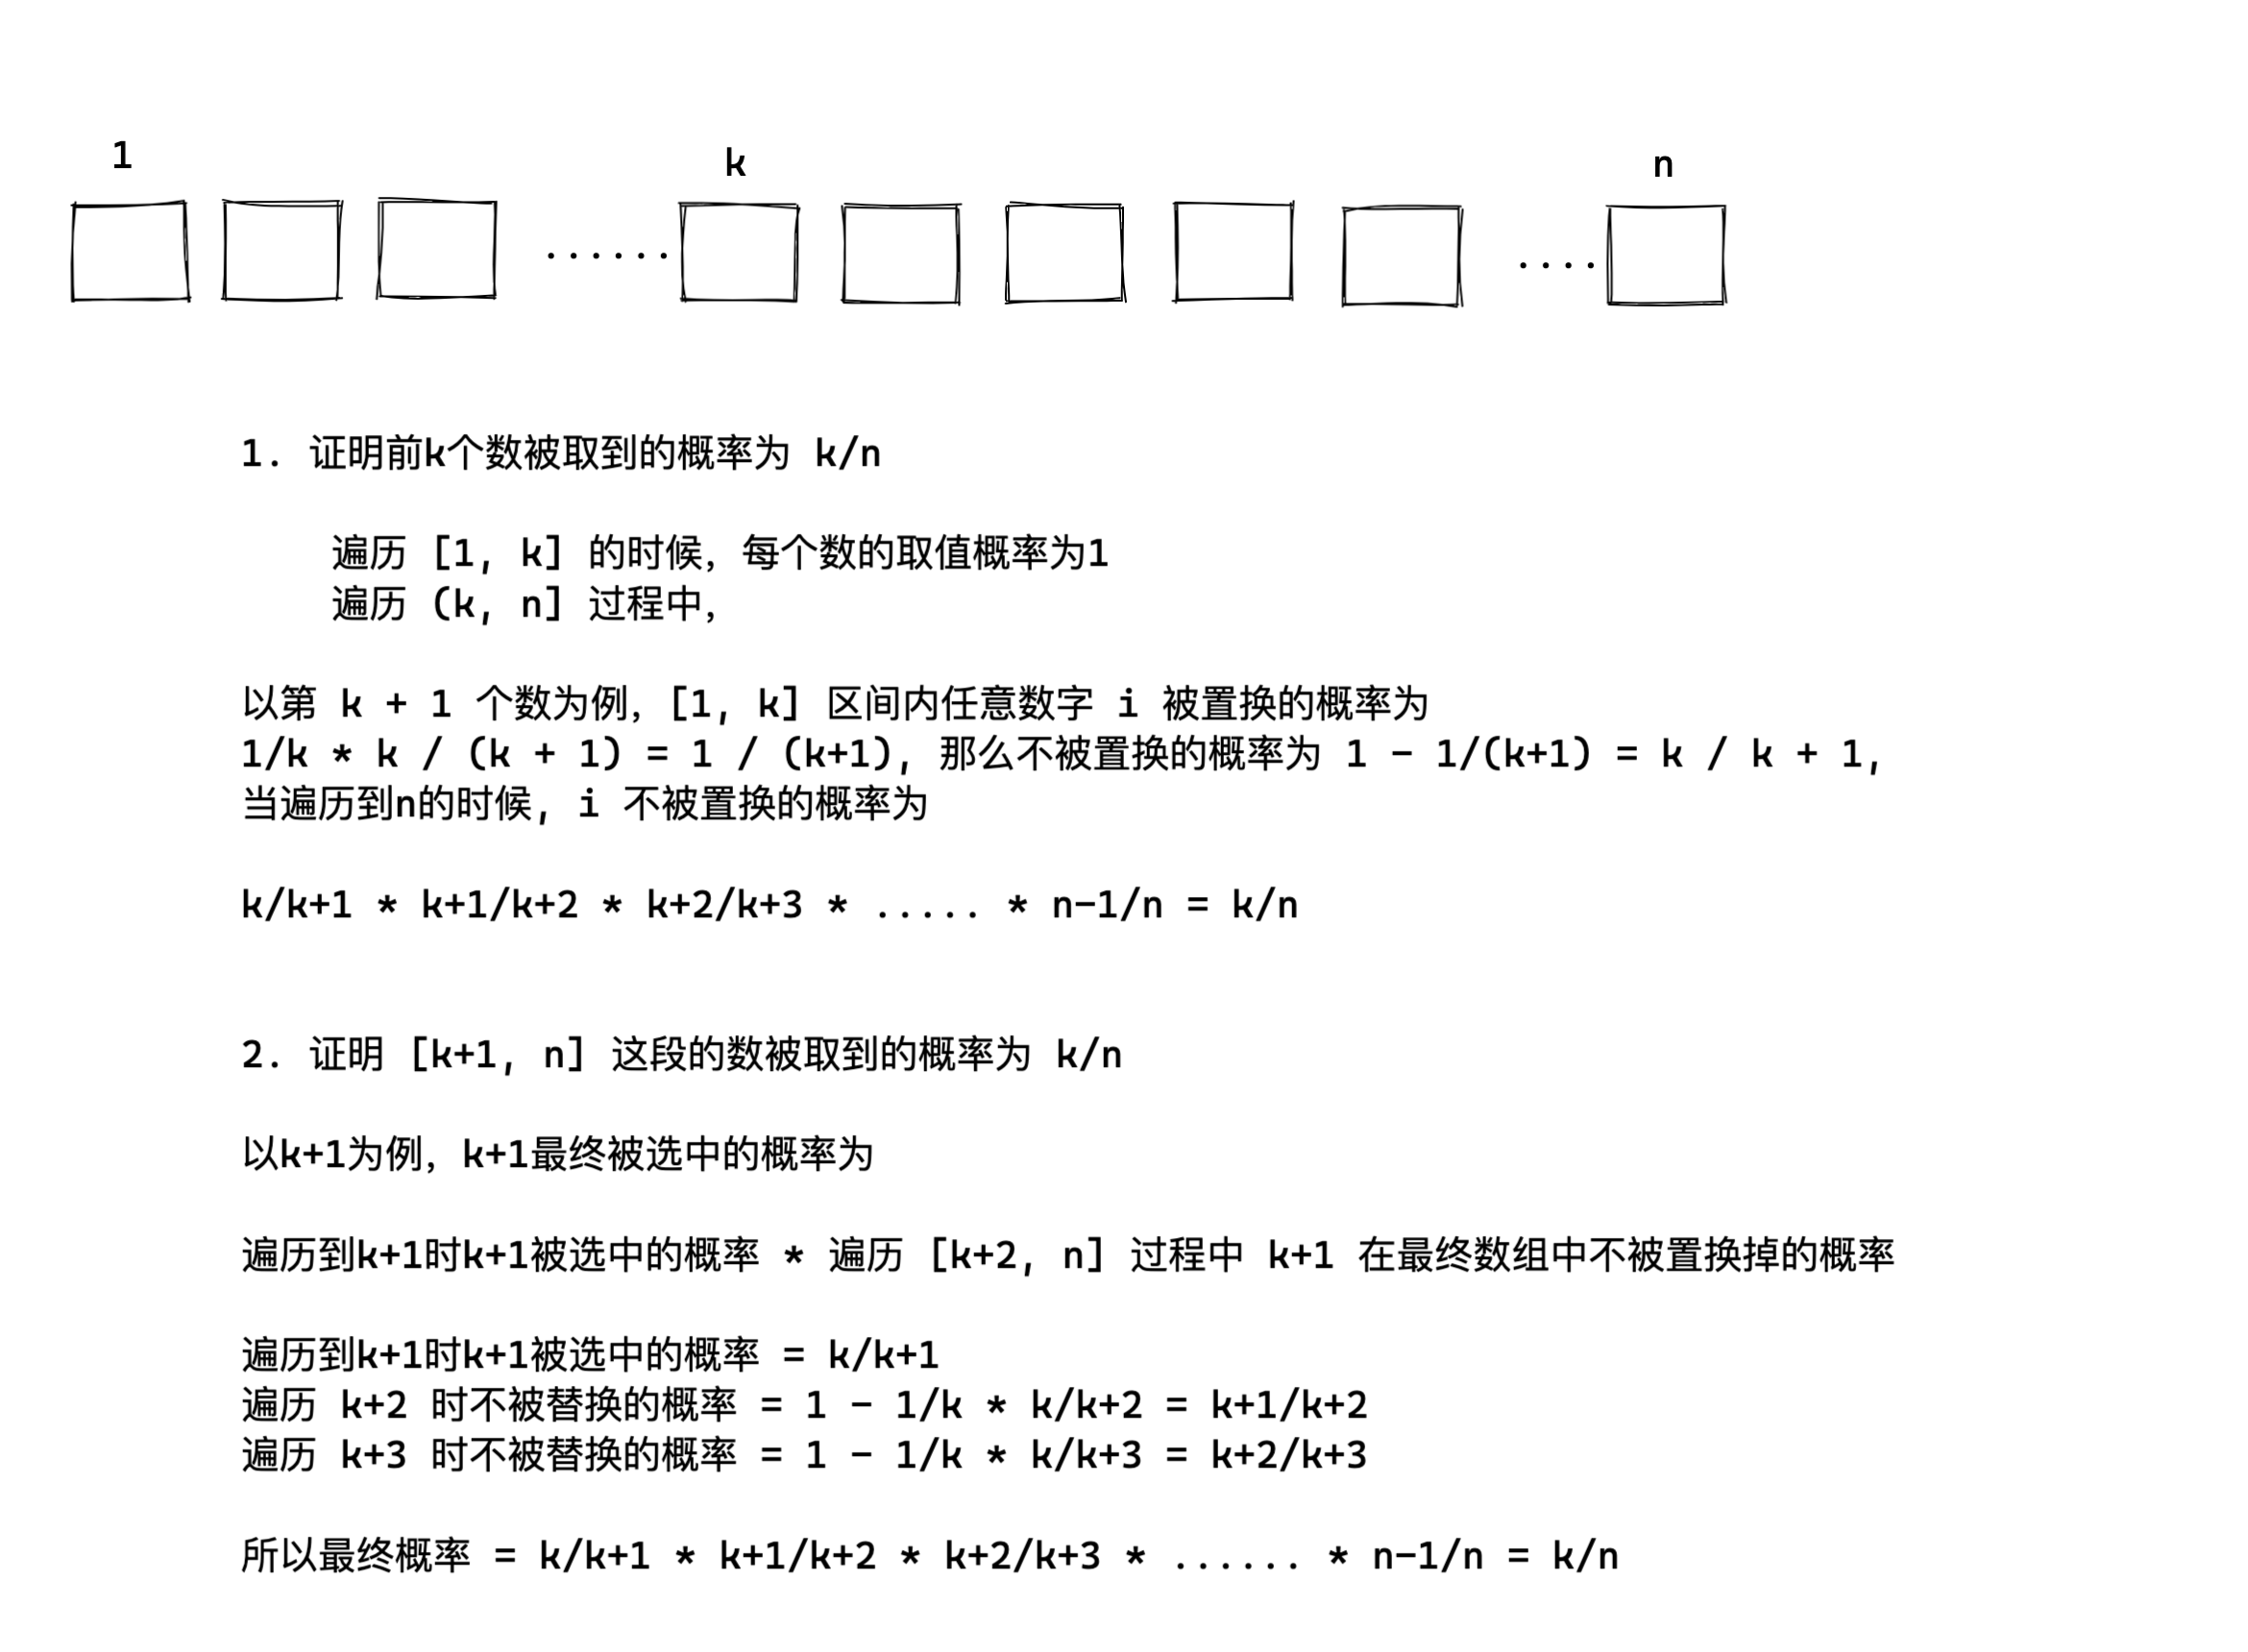 1 k n
...... ....
1. 证明前k个数被取到的概率为 k/n
遍历 [1, k] 的时候，每个数的取值概率为1
遍历 (k, n] 过程中，
以第 k + 1 个数为例，[1, k] 区间内任意数字 i 被置换的概率为
1/k * k / (k + 1) = 1 / (k+1), 那么不被置换的概率为 1 - 1/(k+1) = k / k + 1,
当遍历到n的时候, i 不被置换的概率为
k/k+1 * k+1/k+2 * k+2/k+3 * ..... * n-1/n = k/n
2. 证明 [k+1, n] 这段的数被取到的概率为 k/n
以k+1为例，k+1最终被选中的概率为
遍历到k+1时k+1被选中的概率 * 遍历 [k+2, n] 过程中 k+1 在最终数组中不被置换掉的概率
遍历到k+1时k+1被选中的概率 = k/k+1
遍历 k+2 时不被替换的概率 = 1 - 1/k * k/k+2 = k+1/k+2
遍历 k+3 时不被替换的概率 = 1 - 1/k * k/k+3 = k+2/k+3
所以最终概率 = k/k+1 * k+1/k+2 * k+2/k+3 * ...... * n-1/n = k/n